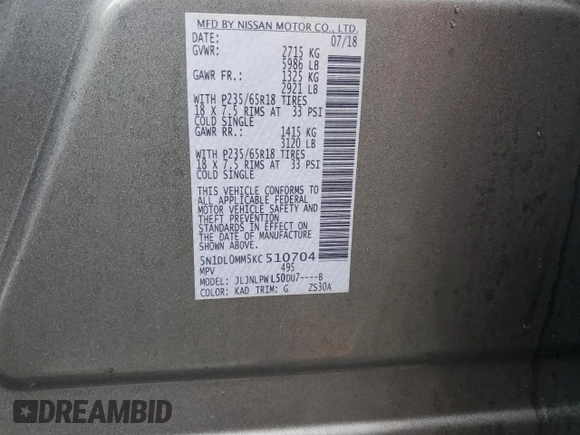 MFD BY NISSAN MOTOR CO., LTD.
DATE: 07/18
GVWR: 2715 KG
5986 LB
GAWR FR.: 1325 KG
2921 LB
WITH P235/65R18 TIRES
18 X 7.5 RIMS AT 33 PSI
COLD SINGLE
GAWR RR.: 1415 KG
3120 LB
WITH P235/65R18 TIRES
18 X 7.5 RIMS AT 33 PSI
COLD SINGLE
THIS VEHICLE CONFORMS TO
ALL APPLICABLE FEDERAL
MOTOR VEHICLE SAFETY AND
THEFT PREVENTION
STANDARDS IN EFFECT ON
THE DATE OF MANUFACTURE
SHOWN ABOVE.
5N1DL0MM5KC510704
MPV 495
MODEL: JLJNLPWL50DU7----B
COLOR: KAD TRIM: G ZS30A
DREAMBID